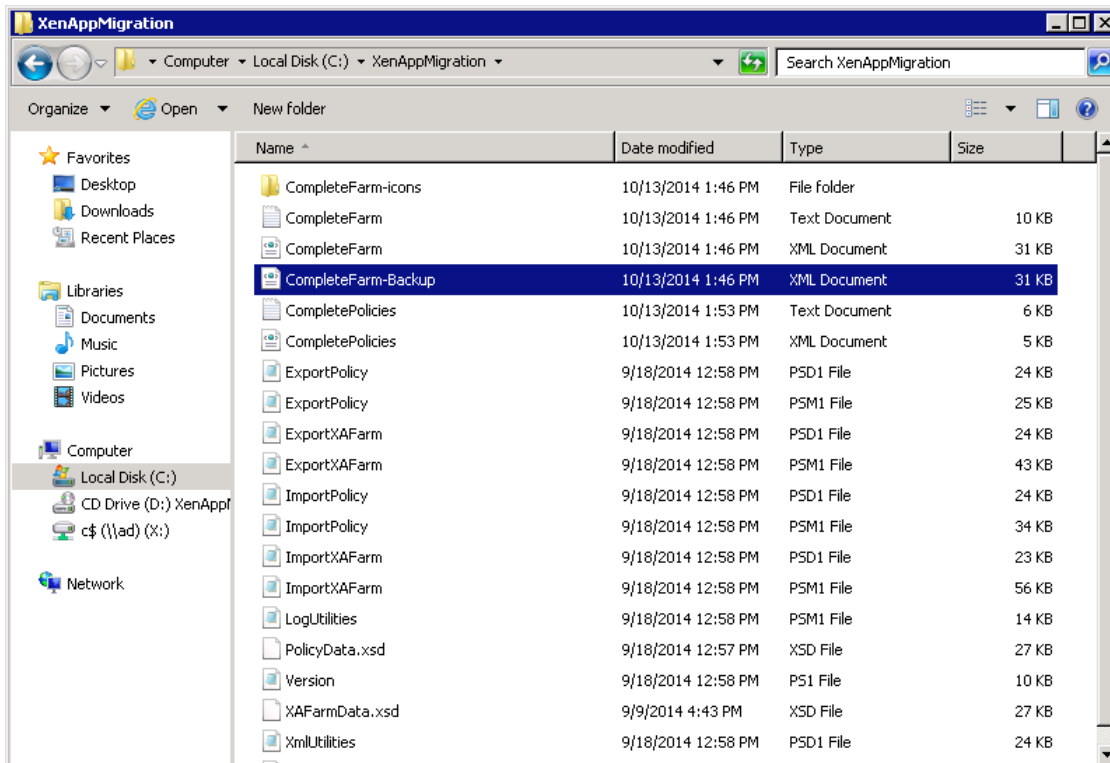 XenAppMigration
Computer Local Disk (C:) XenAppMigration Search XenAppMigration
Organize Open New folder
Favorites
Desktop
Downloads
Recent Places
Libraries
Documents
Music
Pictures
Videos
Computer
Local Disk (C:)
CD Drive (D:) XenAppM
c$ (\\ad) (X:)
Network
Name Date modified Type Size
CompleteFarm-icons 10/13/2014 1:46 PM File folder
CompleteFarm 10/13/2014 1:46 PM Text Document 10 KB
CompleteFarm 10/13/2014 1:46 PM XML Document 31 KB
CompleteFarm-Backup 10/13/2014 1:46 PM XML Document 31 KB
CompletePolicies 10/13/2014 1:53 PM Text Document 6 KB
CompletePolicies 10/13/2014 1:53 PM XML Document 5 KB
ExportPolicy 9/18/2014 12:58 PM PSD1 File 24 KB
ExportPolicy 9/18/2014 12:58 PM PSM1 File 25 KB
ExportXAFarm 9/18/2014 12:58 PM PSD1 File 24 KB
ExportXAFarm 9/18/2014 12:58 PM PSM1 File 43 KB
ImportPolicy 9/18/2014 12:58 PM PSD1 File 24 KB
ImportPolicy 9/18/2014 12:58 PM PSM1 File 34 KB
ImportXAFarm 9/18/2014 12:58 PM PSD1 File 23 KB
ImportXAFarm 9/18/2014 12:58 PM PSM1 File 56 KB
LogUtilities 9/18/2014 12:58 PM PSM1 File 14 KB
PolicyData.xsd 9/18/2014 12:57 PM XSD File 27 KB
Version 9/18/2014 12:58 PM PS1 File 10 KB
XAFarmData.xsd 9/9/2014 4:43 PM XSD File 27 KB
XmlUtilities 9/18/2014 12:58 PM PSD1 File 24 KB